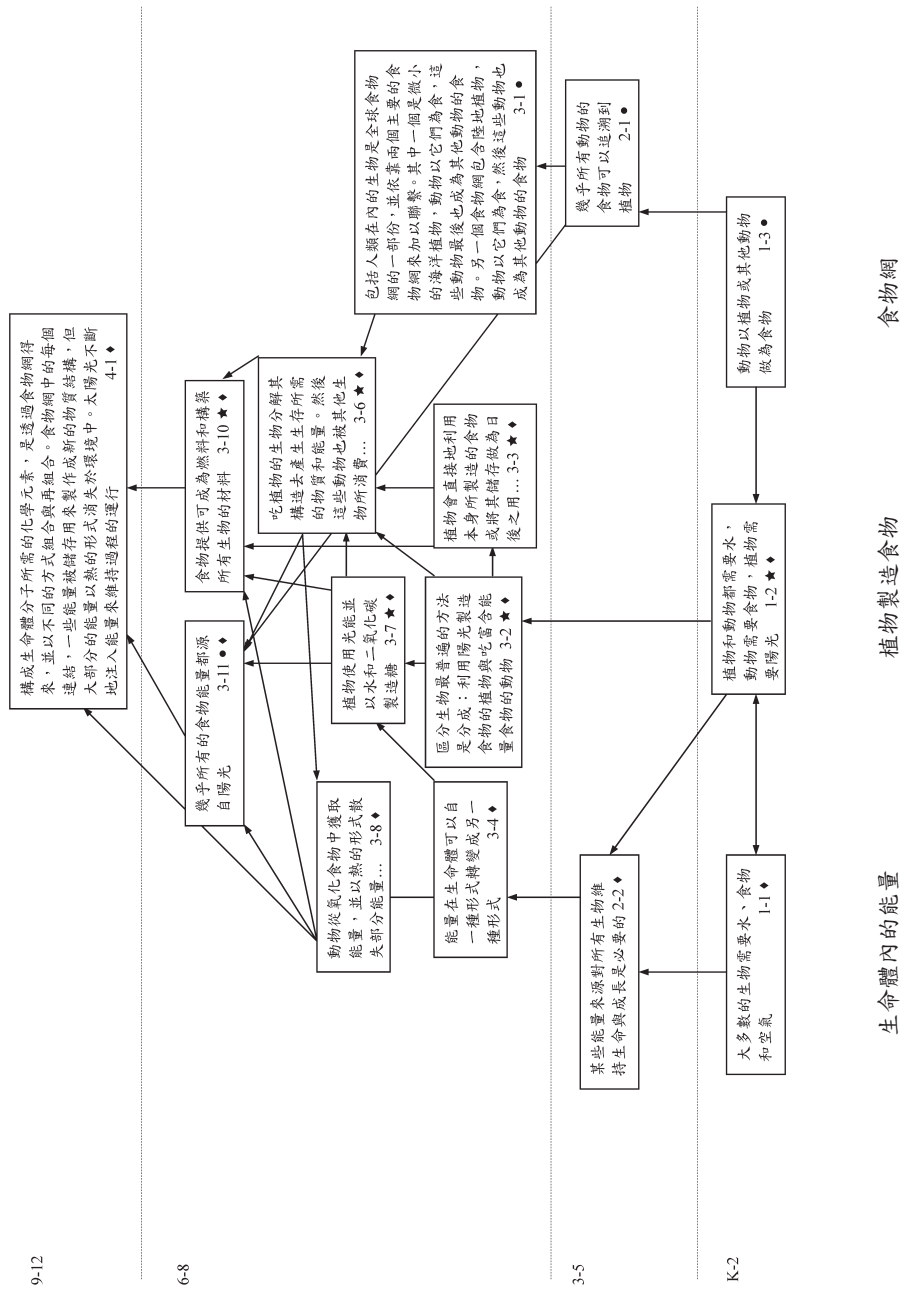 9-12
構成生命體分子所需的化學元素，是透過食物網得
來，並以不同的方式組合與再組合。食物網中的每個
連結，一些能量被儲存用來製作成新的物質結構，但
大部分的能量以熱的形式消失於環境中。太陽光不斷
地注入能量來維持過程的運行 4-1 ♦
6-8
幾乎所有的食物能量都源
自陽光 3-11 ● ♦
食物提供可成為燃料和構築
所有生物的材料 3-10 ★ ♦
動物從氧化食物中獲取
能量，並以熱的形式散
失部分能量… 3-8 ♦
植物使用光能並
以水和二氧化碳
製造糖 3-7 ★ ♦
吃植物的生物分解其
構造去產生生存所需
的物質和能量。然後
這些動物也被其他生
物所消費… 3-6 ★ ♦
包括人類在內的生物是全球食物
網的一部份，並依靠兩個主要的食
物網來加以聯繫。其中一個是微小
的海洋植物，動物以它們為食，這
些動物最後也成為其他動物的食
物。另一個食物網包含陸地植物，
動物以它們為食，然後這些動物也
成為其他動物的食物 3-1 ●
能量在生命體可以自
一種形式轉變成另一
種形式 3-4 ♦
區分生物最普遍的方法
是分成：利用陽光製造
食物的植物與吃富含能
量食物的動物 3-2 ★ ♦
植物會直接地利用
本身所製造的食物
或將其儲存做為日
後之用… 3-3 ★ ♦
3-5
某些能量來源對所有生物維
持生命與成長是必要的 2-2 ♦
幾乎所有動物的
食物可以追溯到
植物 2-1 ●
K-2
大多數的生物需要水、食物
和空氣 1-1 ♦
植物和動物都需要水，
動物需要食物，植物需
要陽光 1-2 ★ ♦
動物以植物或其他動物
做為食物 1-3 ●
生命體內的能量
植物製造食物
食物網